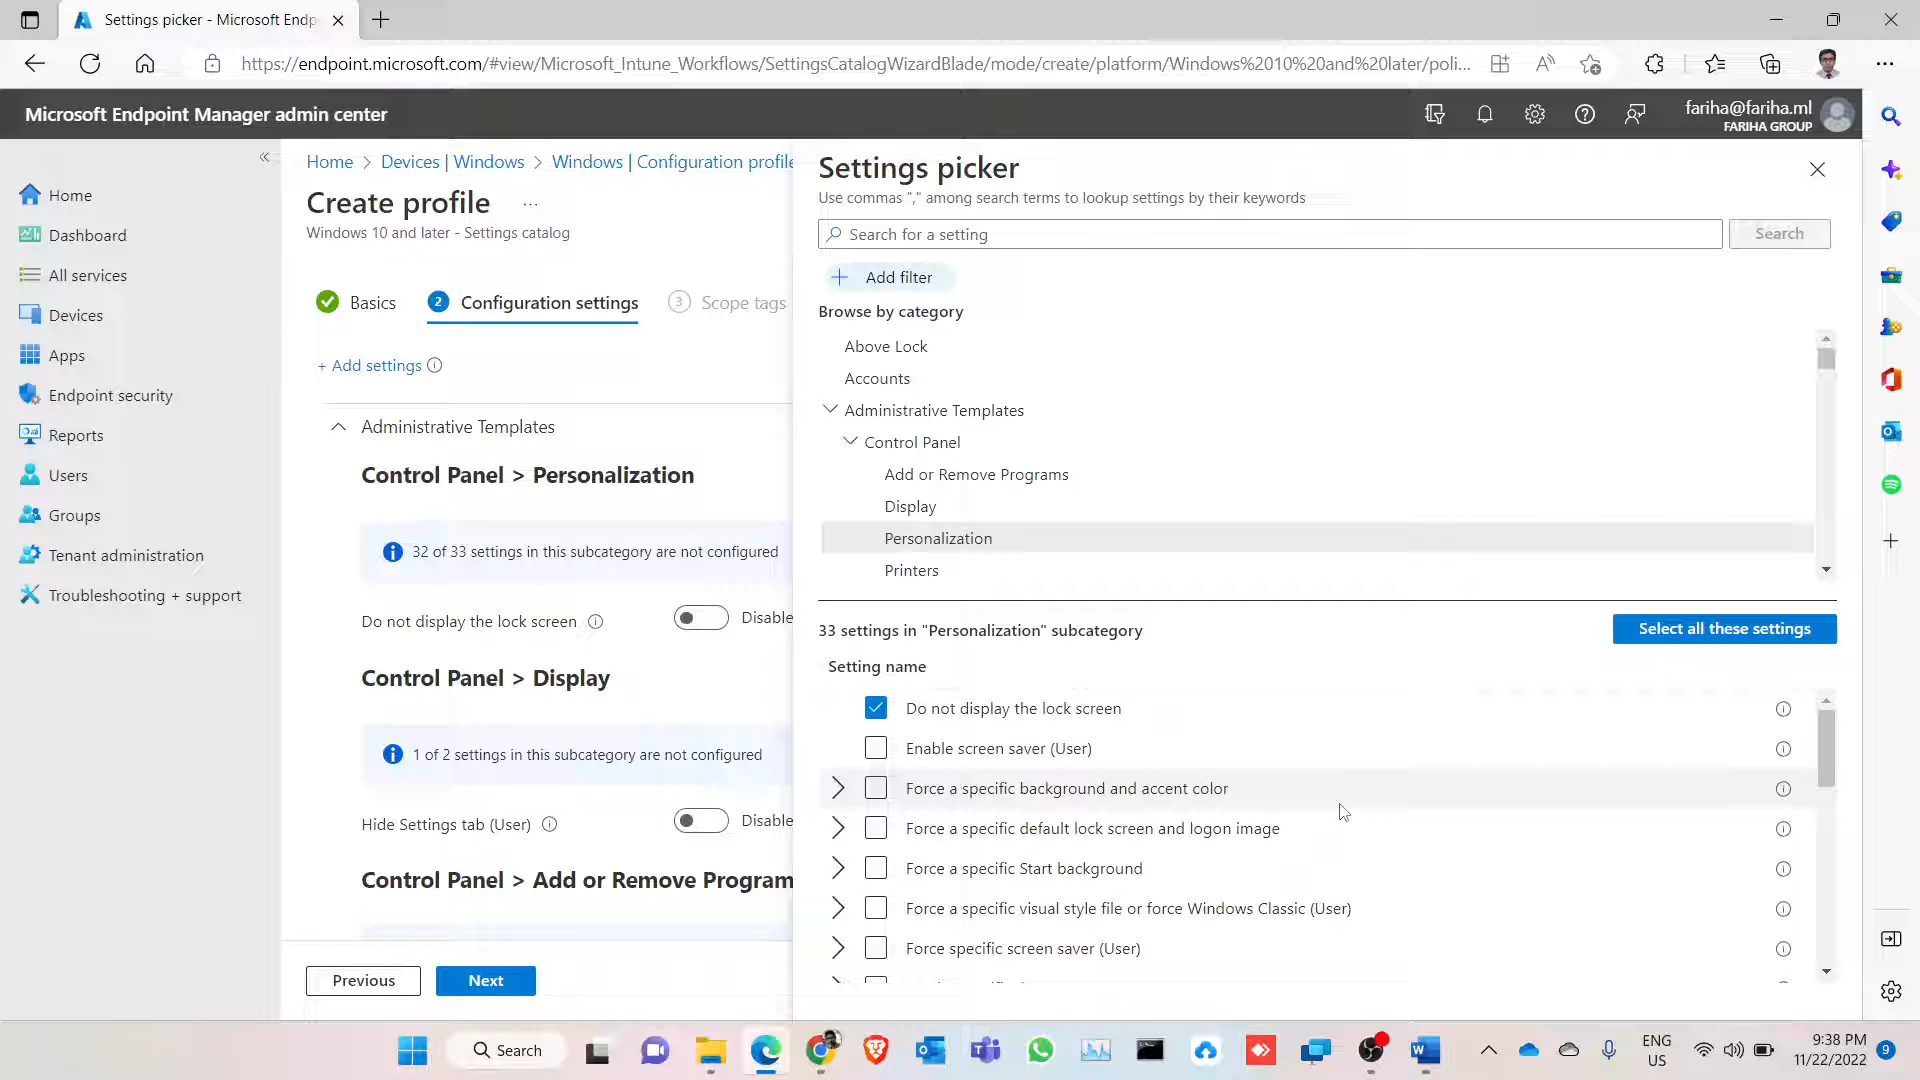 Settings picker - Microsoft Endp
https://endpoint.microsoft.com/#view/Microsoft_Intune_Workflows/SettingsCatalogWizardBlade/mode/create/platform/Windows%2010%20and%20later/poli...
Microsoft Endpoint Manager admin center
fariha@fariha.ml
FARIHA GROUP
Home
Dashboard
All services
Devices
Apps
Endpoint security
Reports
Users
Groups
Tenant administration
Troubleshooting + support
Home > Devices | Windows > Windows | Configuration profile
Create profile ...
Windows 10 and later - Settings catalog
Basics
2 Configuration settings
3 Scope tags
+ Add settings
Administrative Templates
Control Panel > Personalization
32 of 33 settings in this subcategory are not configured
Do not display the lock screen
Disable
Control Panel > Display
1 of 2 settings in this subcategory are not configured
Hide Settings tab (User)
Disable
Control Panel > Add or Remove Program
Previous
Next
Settings picker
Use commas "," among search terms to lookup settings by their keywords
Search for a setting
Search
Add filter
Browse by category
Above Lock
Accounts
Administrative Templates
Control Panel
Add or Remove Programs
Display
Personalization
Printers
33 settings in "Personalization" subcategory
Select all these settings
Setting name
Do not display the lock screen
Enable screen saver (User)
Force a specific background and accent color
Force a specific default lock screen and logon image
Force a specific Start background
Force a specific visual style file or force Windows Classic (User)
Force specific screen saver (User)
Search
ENG
US
9:38 PM
11/22/2022
9